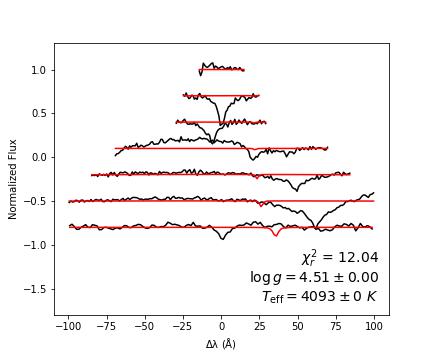 1.0
0.5
0.0
−0.5
−1.0
−1.5
Normalized Flux
χ²ᵣ = 12.04
log g = 4.51 ± 0.00
T_eff = 4093 ± 0 K
−100 −75 −50 −25 0 25 50 75 100
Δλ (Å)